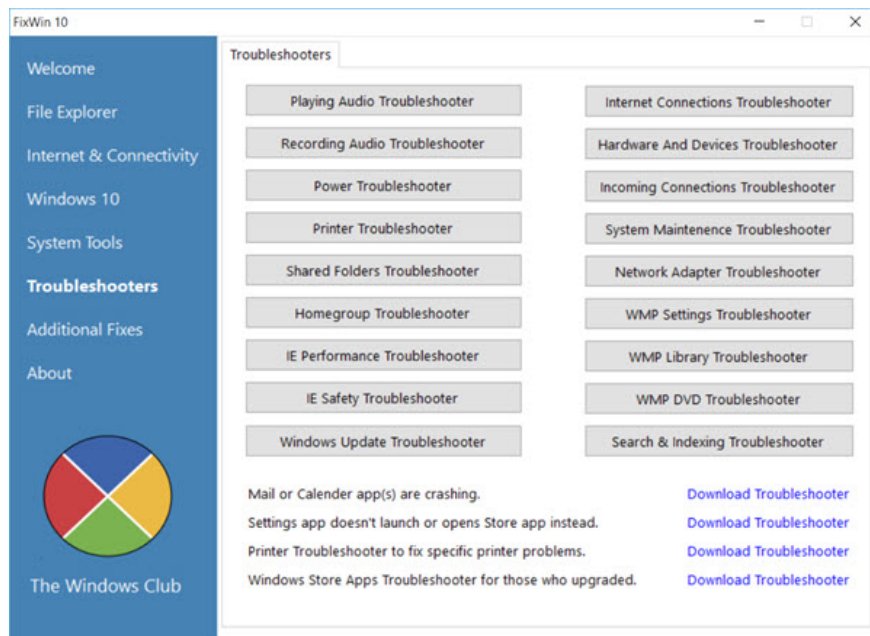 FixWin 10
Welcome
File Explorer
Internet & Connectivity
Windows 10
System Tools
Troubleshooters
Additional Fixes
About
The Windows Club
Troubleshooters
Playing Audio Troubleshooter
Internet Connections Troubleshooter
Recording Audio Troubleshooter
Hardware And Devices Troubleshooter
Power Troubleshooter
Incoming Connections Troubleshooter
Printer Troubleshooter
System Maintenence Troubleshooter
Shared Folders Troubleshooter
Network Adapter Troubleshooter
Homegroup Troubleshooter
WMP Settings Troubleshooter
IE Performance Troubleshooter
WMP Library Troubleshooter
IE Safety Troubleshooter
WMP DVD Troubleshooter
Windows Update Troubleshooter
Search & Indexing Troubleshooter
Mail or Calender app(s) are crashing. Download Troubleshooter
Settings app doesn't launch or opens Store app instead. Download Troubleshooter
Printer Troubleshooter to fix specific printer problems. Download Troubleshooter
Windows Store Apps Troubleshooter for those who upgraded. Download Troubleshooter